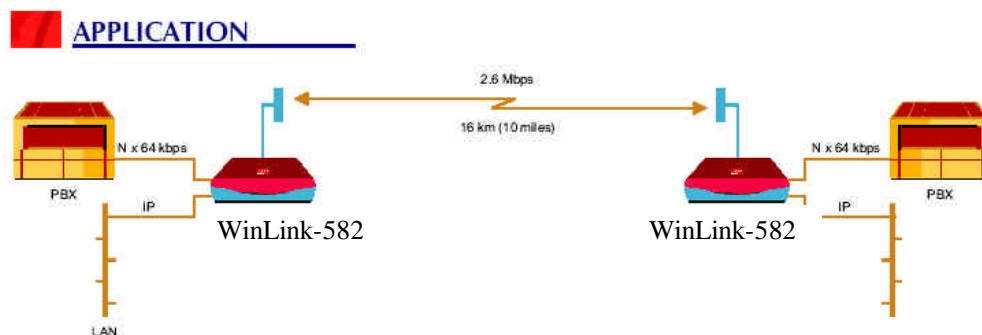 APPLICATION
2.6 Mbps
16 km (10 miles)
N x 64 kbps
N x 64 kbps
PBX
PBX
IP
IP
WinLink-582
WinLink-582
LAN